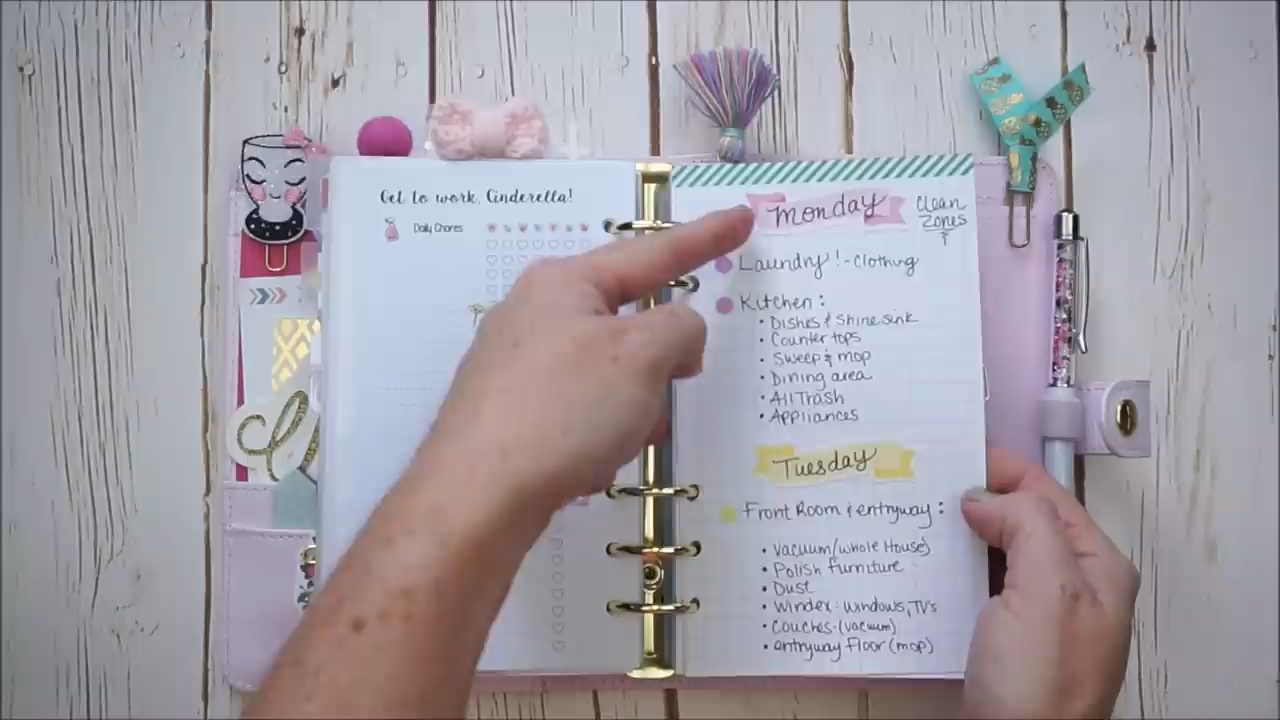 Get to work, Cinderella!
Daily Chores
Monday
Clean
Zones
Laundry! - Clothing
Kitchen:
• Dishes & Shine sink
• Counter tops
• Sweep & mop
• Dining area
• All Trash
• Appliances
Tuesday
Front Room & entryway:
• Vacuum/(whole House)
• Polish furniture
• Dust
• Windex - windows, TV's
• Couches - (vacuum)
• entryway floor (mop)